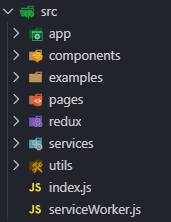 src
app
components
examples
pages
redux
services
utils
JS index.js
JS serviceWorker.js